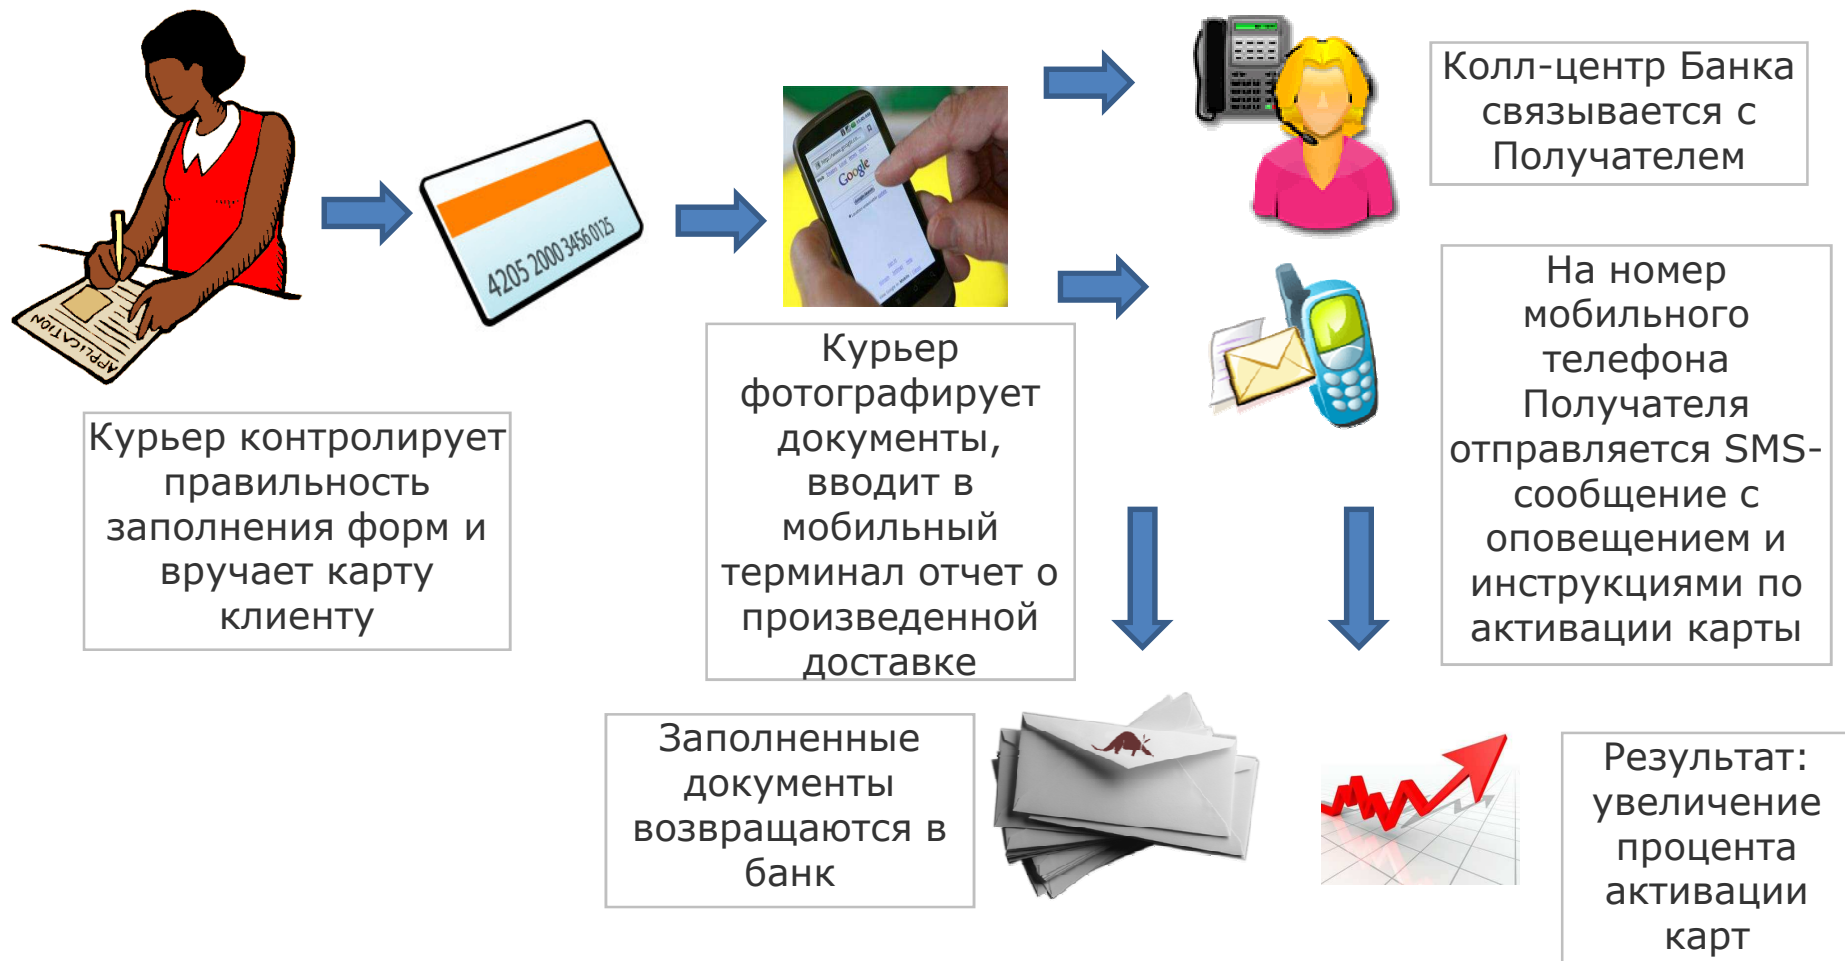 Курьер контролирует
правильность
заполнения форм и
вручает карту
клиенту
APPLICATION
4205 2000 3456 0125
Google
Курьер
фотографирует
документы,
вводит в
мобильный
терминал отчет о
произведенной
доставке
Колл-центр Банка
связывается с
Получателем
На номер
мобильного
телефона
Получателя
отправляется SMS-
сообщение с
оповещением и
инструкциями по
активации карты
Заполненные
документы
возвращаются в
банк
Результат:
увеличение
процента
активации
карт